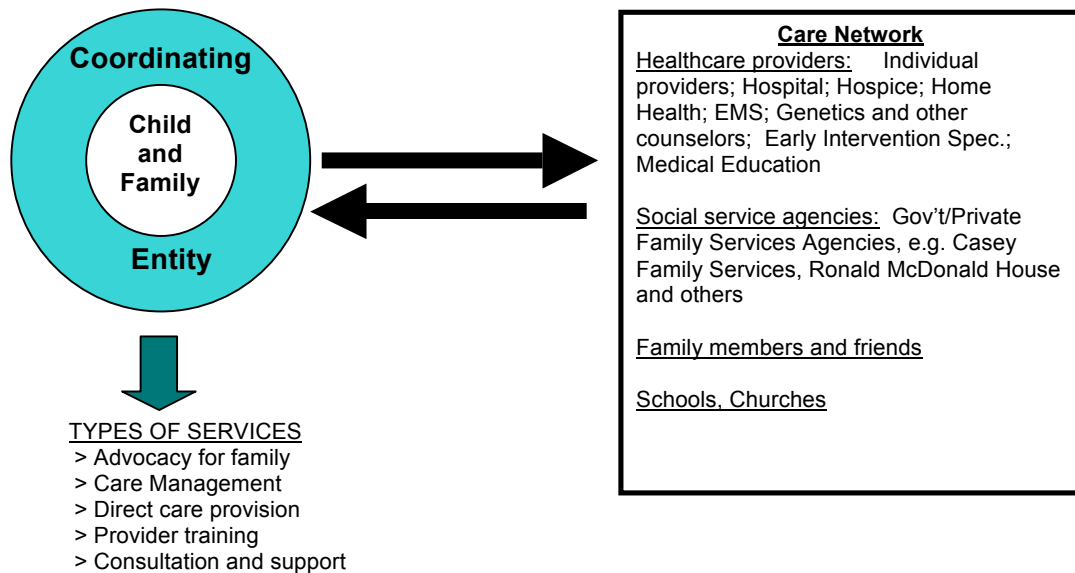 Coordinating
Child
and
Family
Entity
TYPES OF SERVICES
> Advocacy for family
> Care Management
> Direct care provision
> Provider training
> Consultation and support
Care Network
Healthcare providers: Individual
providers; Hospital; Hospice; Home
Health; EMS; Genetics and other
counselors; Early Intervention Spec.;
Medical Education
Social service agencies: Gov’t/Private
Family Services Agencies, e.g. Casey
Family Services, Ronald McDonald House
and others
Family members and friends
Schools, Churches